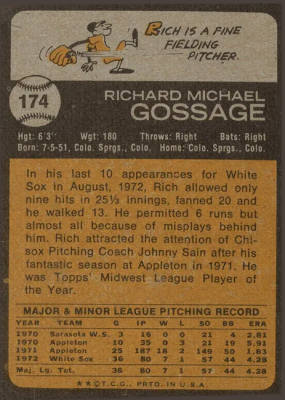 RICH IS A FINE
FIELDING
PITCHER.
174
RICHARD MICHAEL
GOSSAGE
Hgt: 6'3" Wgt: 180 Throws: Right Bats: Right
Born: 7-5-51, Colo. Sprgs., Colo. Home: Colo. Sprgs., Colo.
In his last 10 appearances for White
Sox in August, 1972, Rich allowed only
nine hits in 25⅓ innings, fanned 20 and
he walked 13. He permitted 6 runs but
almost all because of misplays behind
him. Rich attracted the attention of Chi-
sox Pitching Coach Johnny Sain after his
fantastic season at Appleton in 1971. He
was Topps' Midwest League Player of
the Year.
MAJOR & MINOR LEAGUE PITCHING RECORD
YEAR TEAM G IP W L SO BB ERA
1970 Sarasota W.S. 3 16 0 0 21 4 2.81
1970 Appleton 10 35 0 3 21 19 5.91
1971 Appleton 25 187 18 2 149 50 1.83
1972 White Sox 36 80 7 1 57 44 4.28
Maj. Lg. Tot. 36 80 7 1 57 44 4.28
★★© T.C.G. PRTD. IN U.S.A.